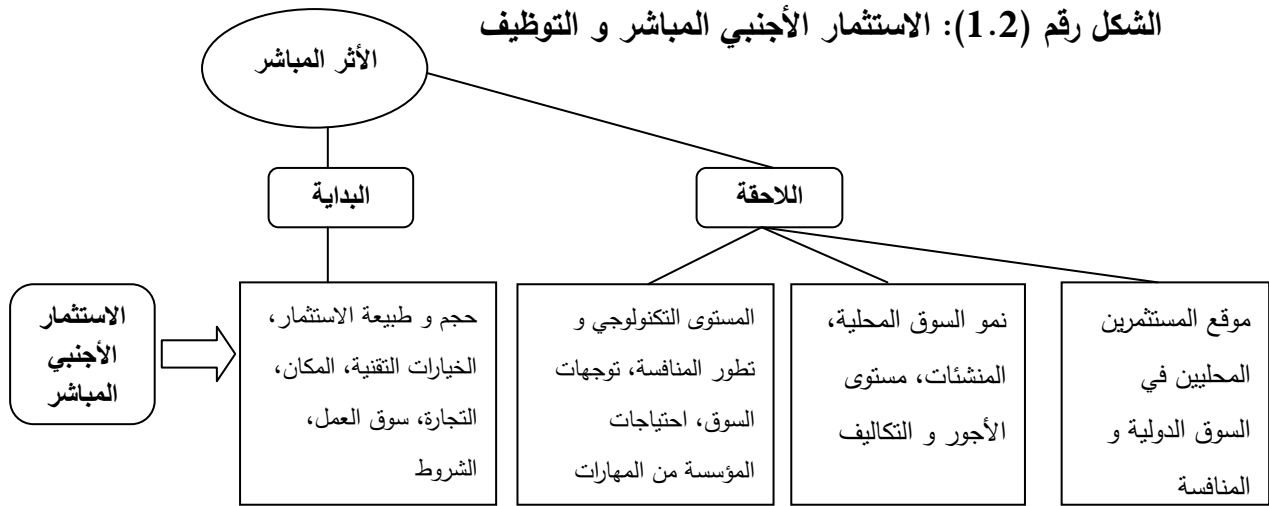 الشكل رقم (1.2): الاستثمار الأجنبي المباشر و التوظيف
الأثر المباشر
اللاحقة
البداية
موقع المستثمرين
المحليين في
السوق الدولية و
المنافسة
نمو السوق المحلية،
المنشئات، مستوى
الأجور و التكاليف
المستوى التكنولوجي و
تطور المنافسة، توجهات
السوق، احتياجات
المؤسسة من المهارات
حجم و طبيعة الاستثمار،
الخيارات التقنية، المكان،
التجارة، سوق العمل،
الشروط
الاستثمار
الأجنبي
المباشر